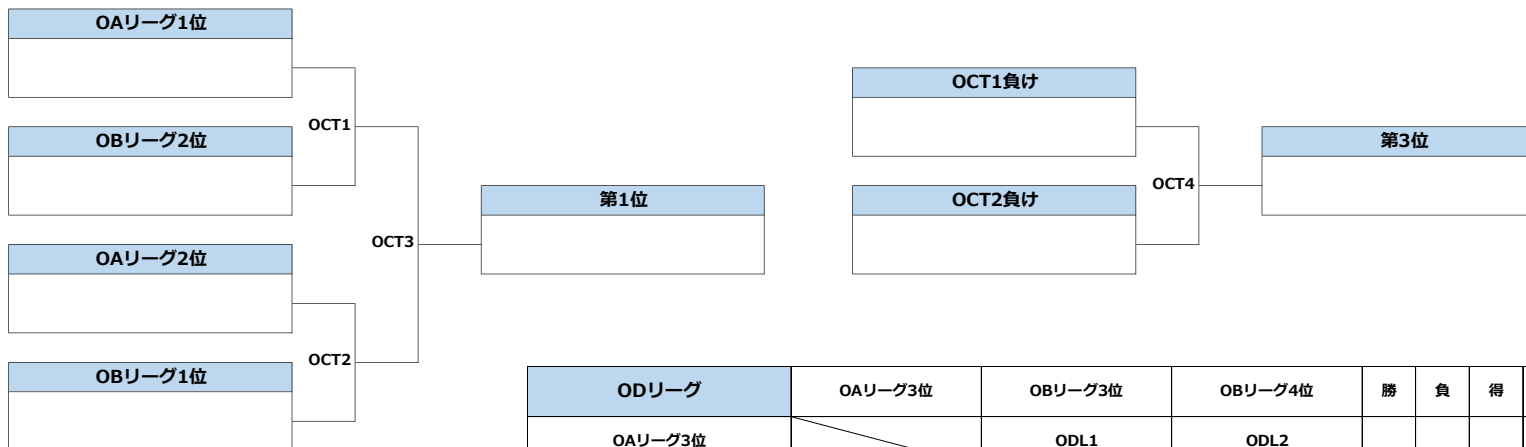 OAリーグ1位
OCT1
OBリーグ2位
OCT3
第1位
OAリーグ2位
OCT2
OBリーグ1位
OCT1負け
OCT4
第3位
OCT2負け
ODリーグ OAリーグ3位 OBリーグ3位 OBリーグ4位 勝 負 得
OAリーグ3位 ODL1 ODL2